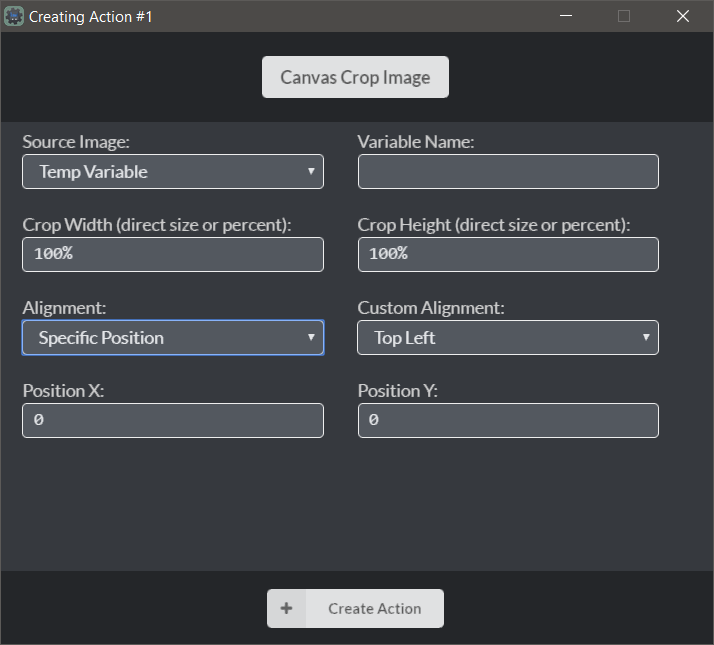 Creating Action #1
Canvas Crop Image
Source Image: Variable Name:
Temp Variable
Crop Width (direct size or percent): Crop Height (direct size or percent):
100% 100%
Alignment: Custom Alignment:
Specific Position Top Left
Position X: Position Y:
0 0
Create Action